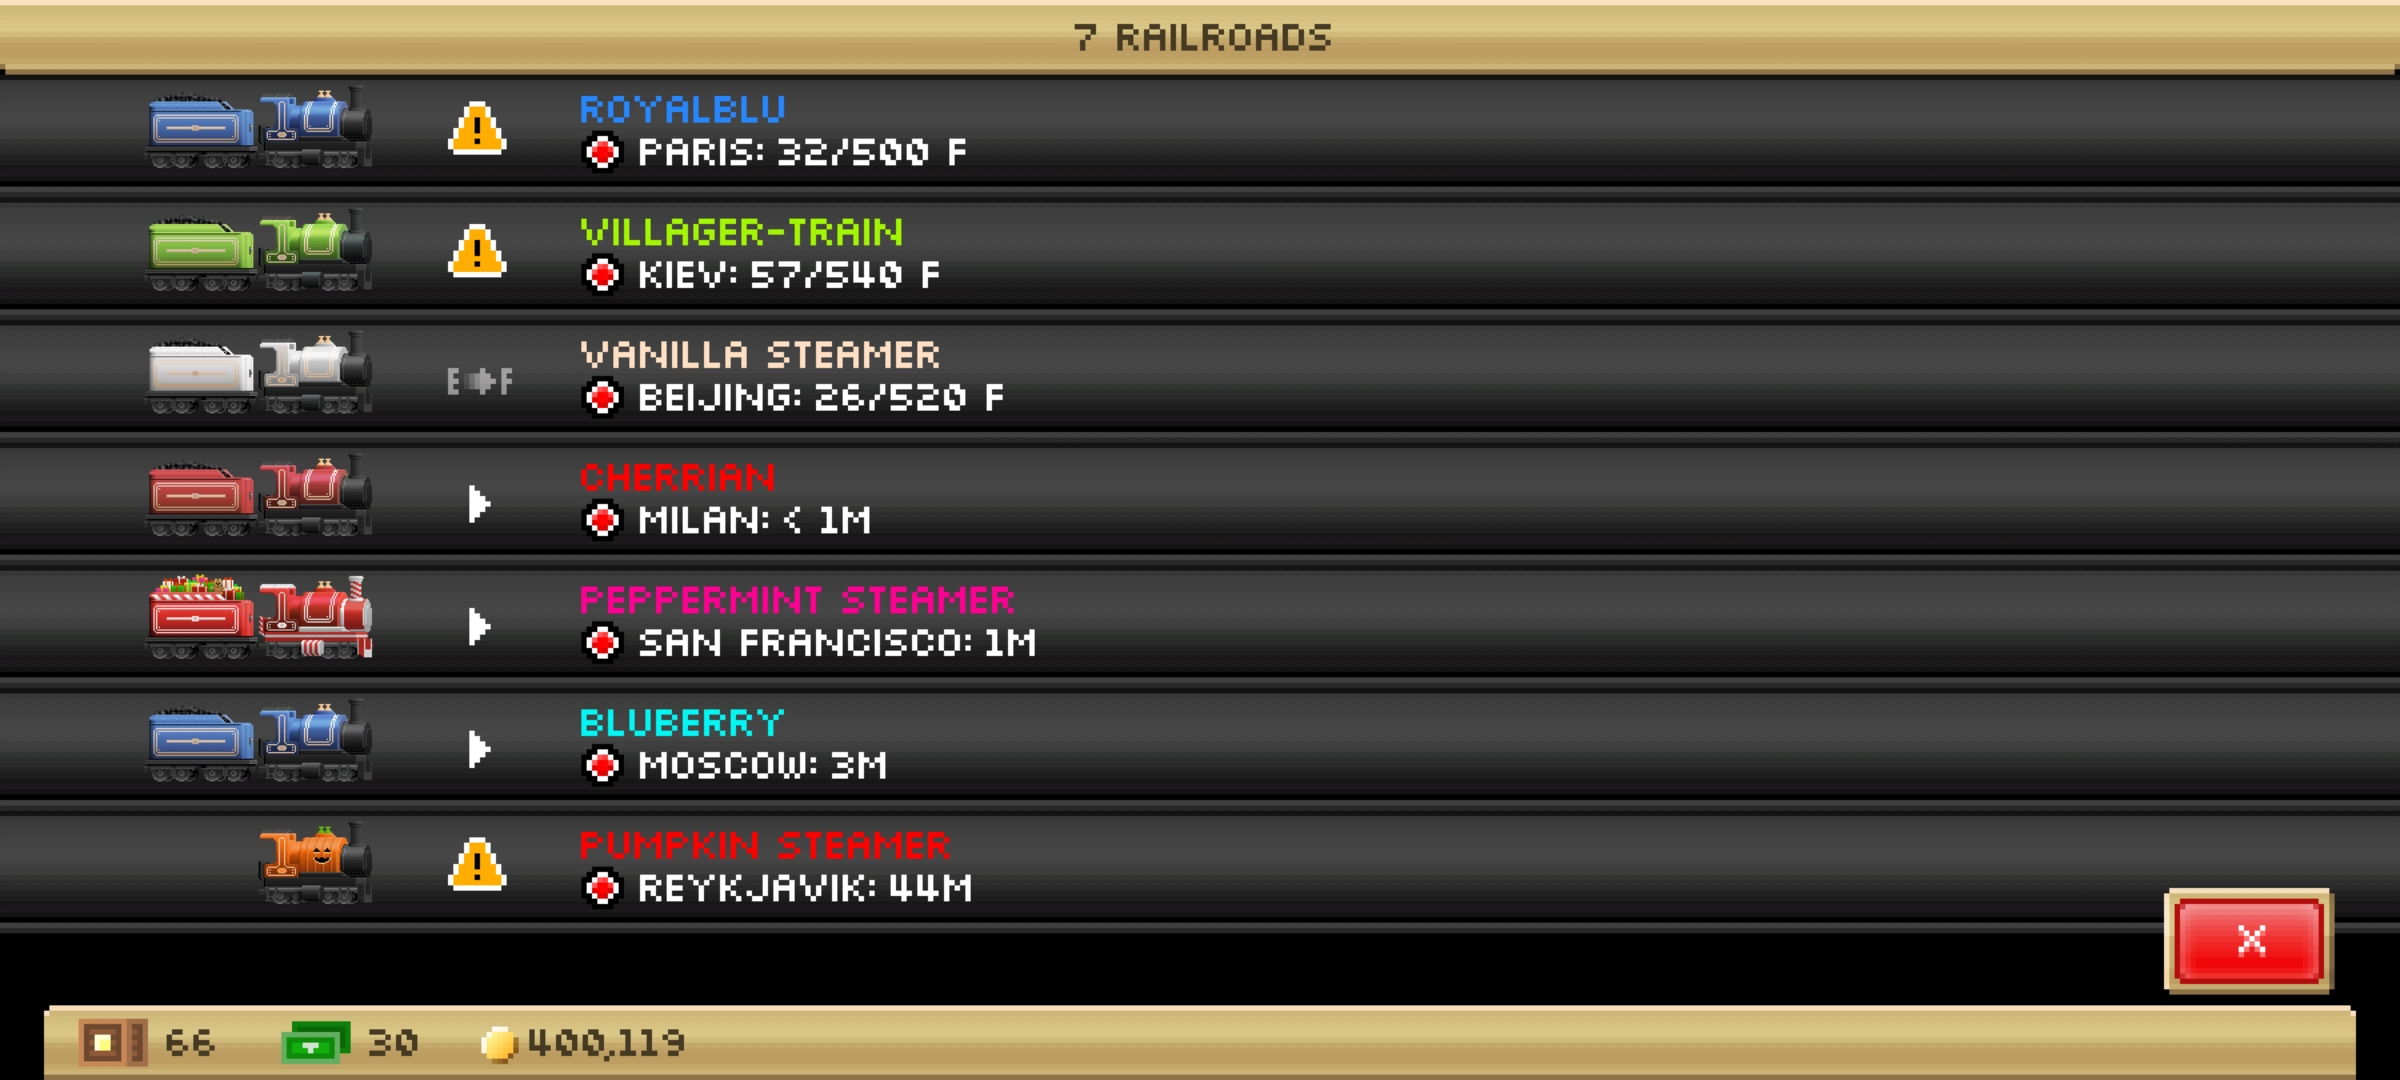 7 RAILROADS
ROYALBLU
PARIS: 32/500 F
VILLAGER-TRAIN
KIEV: 57/540 F
E F
VANILLA STEAMER
BEIJING: 26/520 F
CHERRIAN
MILAN: < 1M
PEPPERMINT STEAMER
SAN FRANCISCO: 1M
BLUBERRY
MOSCOW: 3M
PUMPKIN STEAMER
REYKJAVIK: 44M
X
66 30 400,119